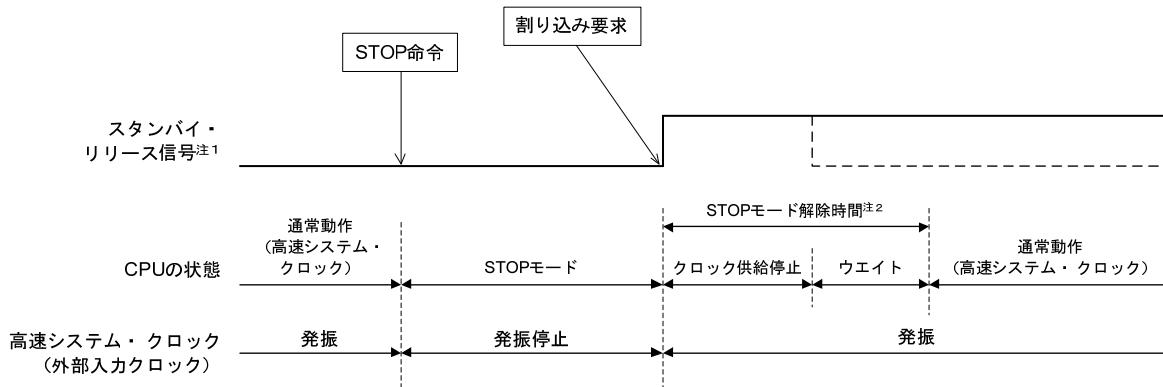 割り込み要求
STOP命令
スタンバイ・
リリース信号注1
STOPモード解除時間注2
通常動作
(高速システム・
クロック)
通常動作
(高速システム・クロック)
CPUの状態
STOPモード
クロック供給停止
ウエイト
高速システム・クロック
(外部入力クロック)
発振
発振停止
発振